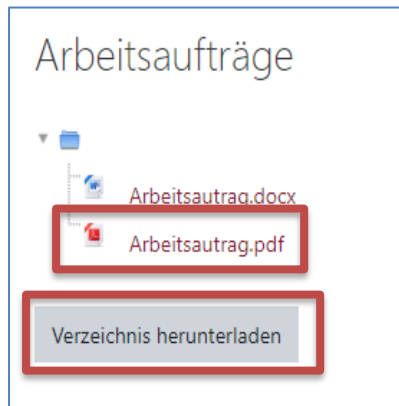 Arbeitsaufträge
Arbeitsautrag.docx
Arbeitsautrag.pdf
Verzeichnis herunterladen